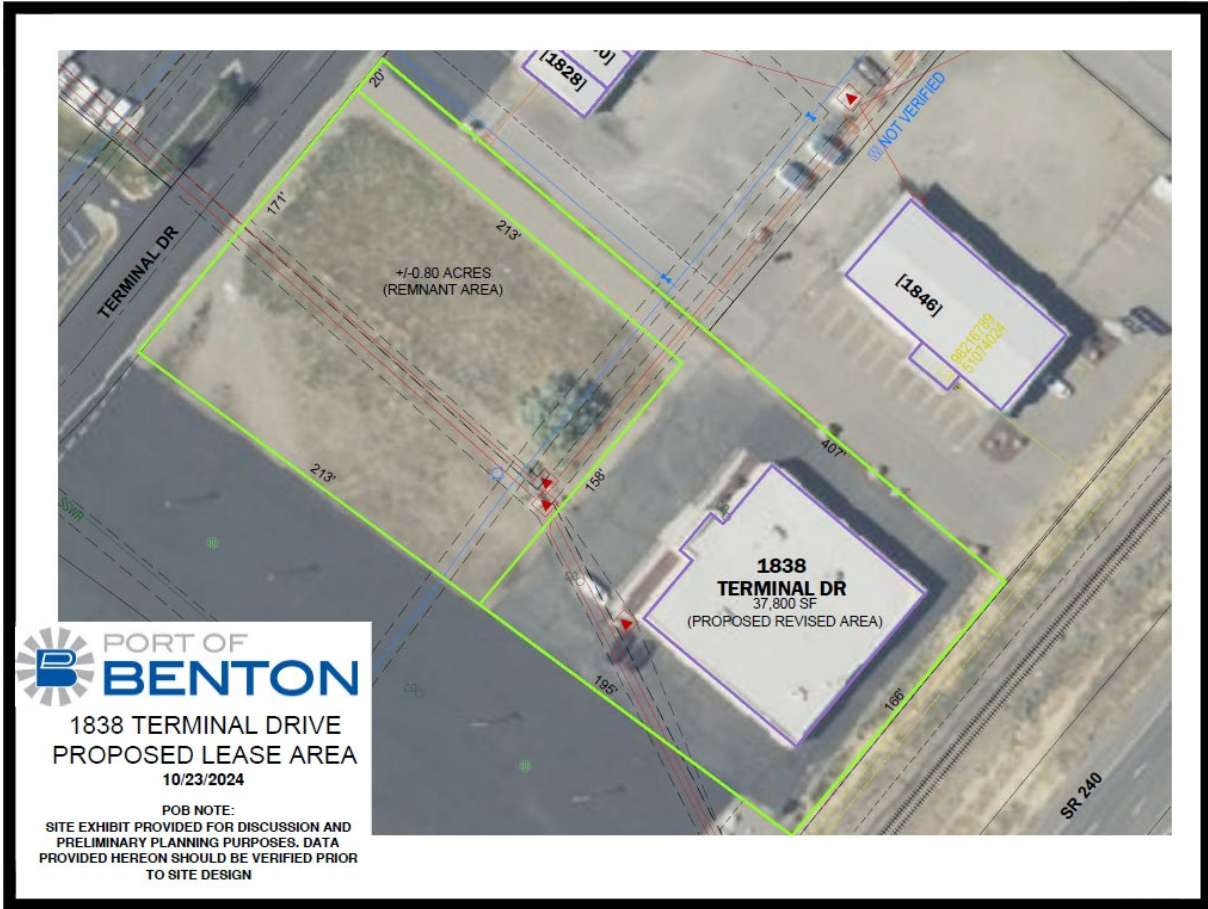 20'
[1828]
NOT VERIFIED
171'
213'
TERMINAL DR
+/-0.80 ACRES
(REMNANT AREA)
[1846]
98216789
51074024
407'
213'
158'
SSWR
1838
TERMINAL DR
37,800 SF
(PROPOSED REVISED AREA)
CO
195'
166'
CO
SR 240
PORT OF
BENTON
1838 TERMINAL DRIVE
PROPOSED LEASE AREA
10/23/2024
POB NOTE:
SITE EXHIBIT PROVIDED FOR DISCUSSION AND
PRELIMINARY PLANNING PURPOSES. DATA
PROVIDED HEREON SHOULD BE VERIFIED PRIOR
TO SITE DESIGN